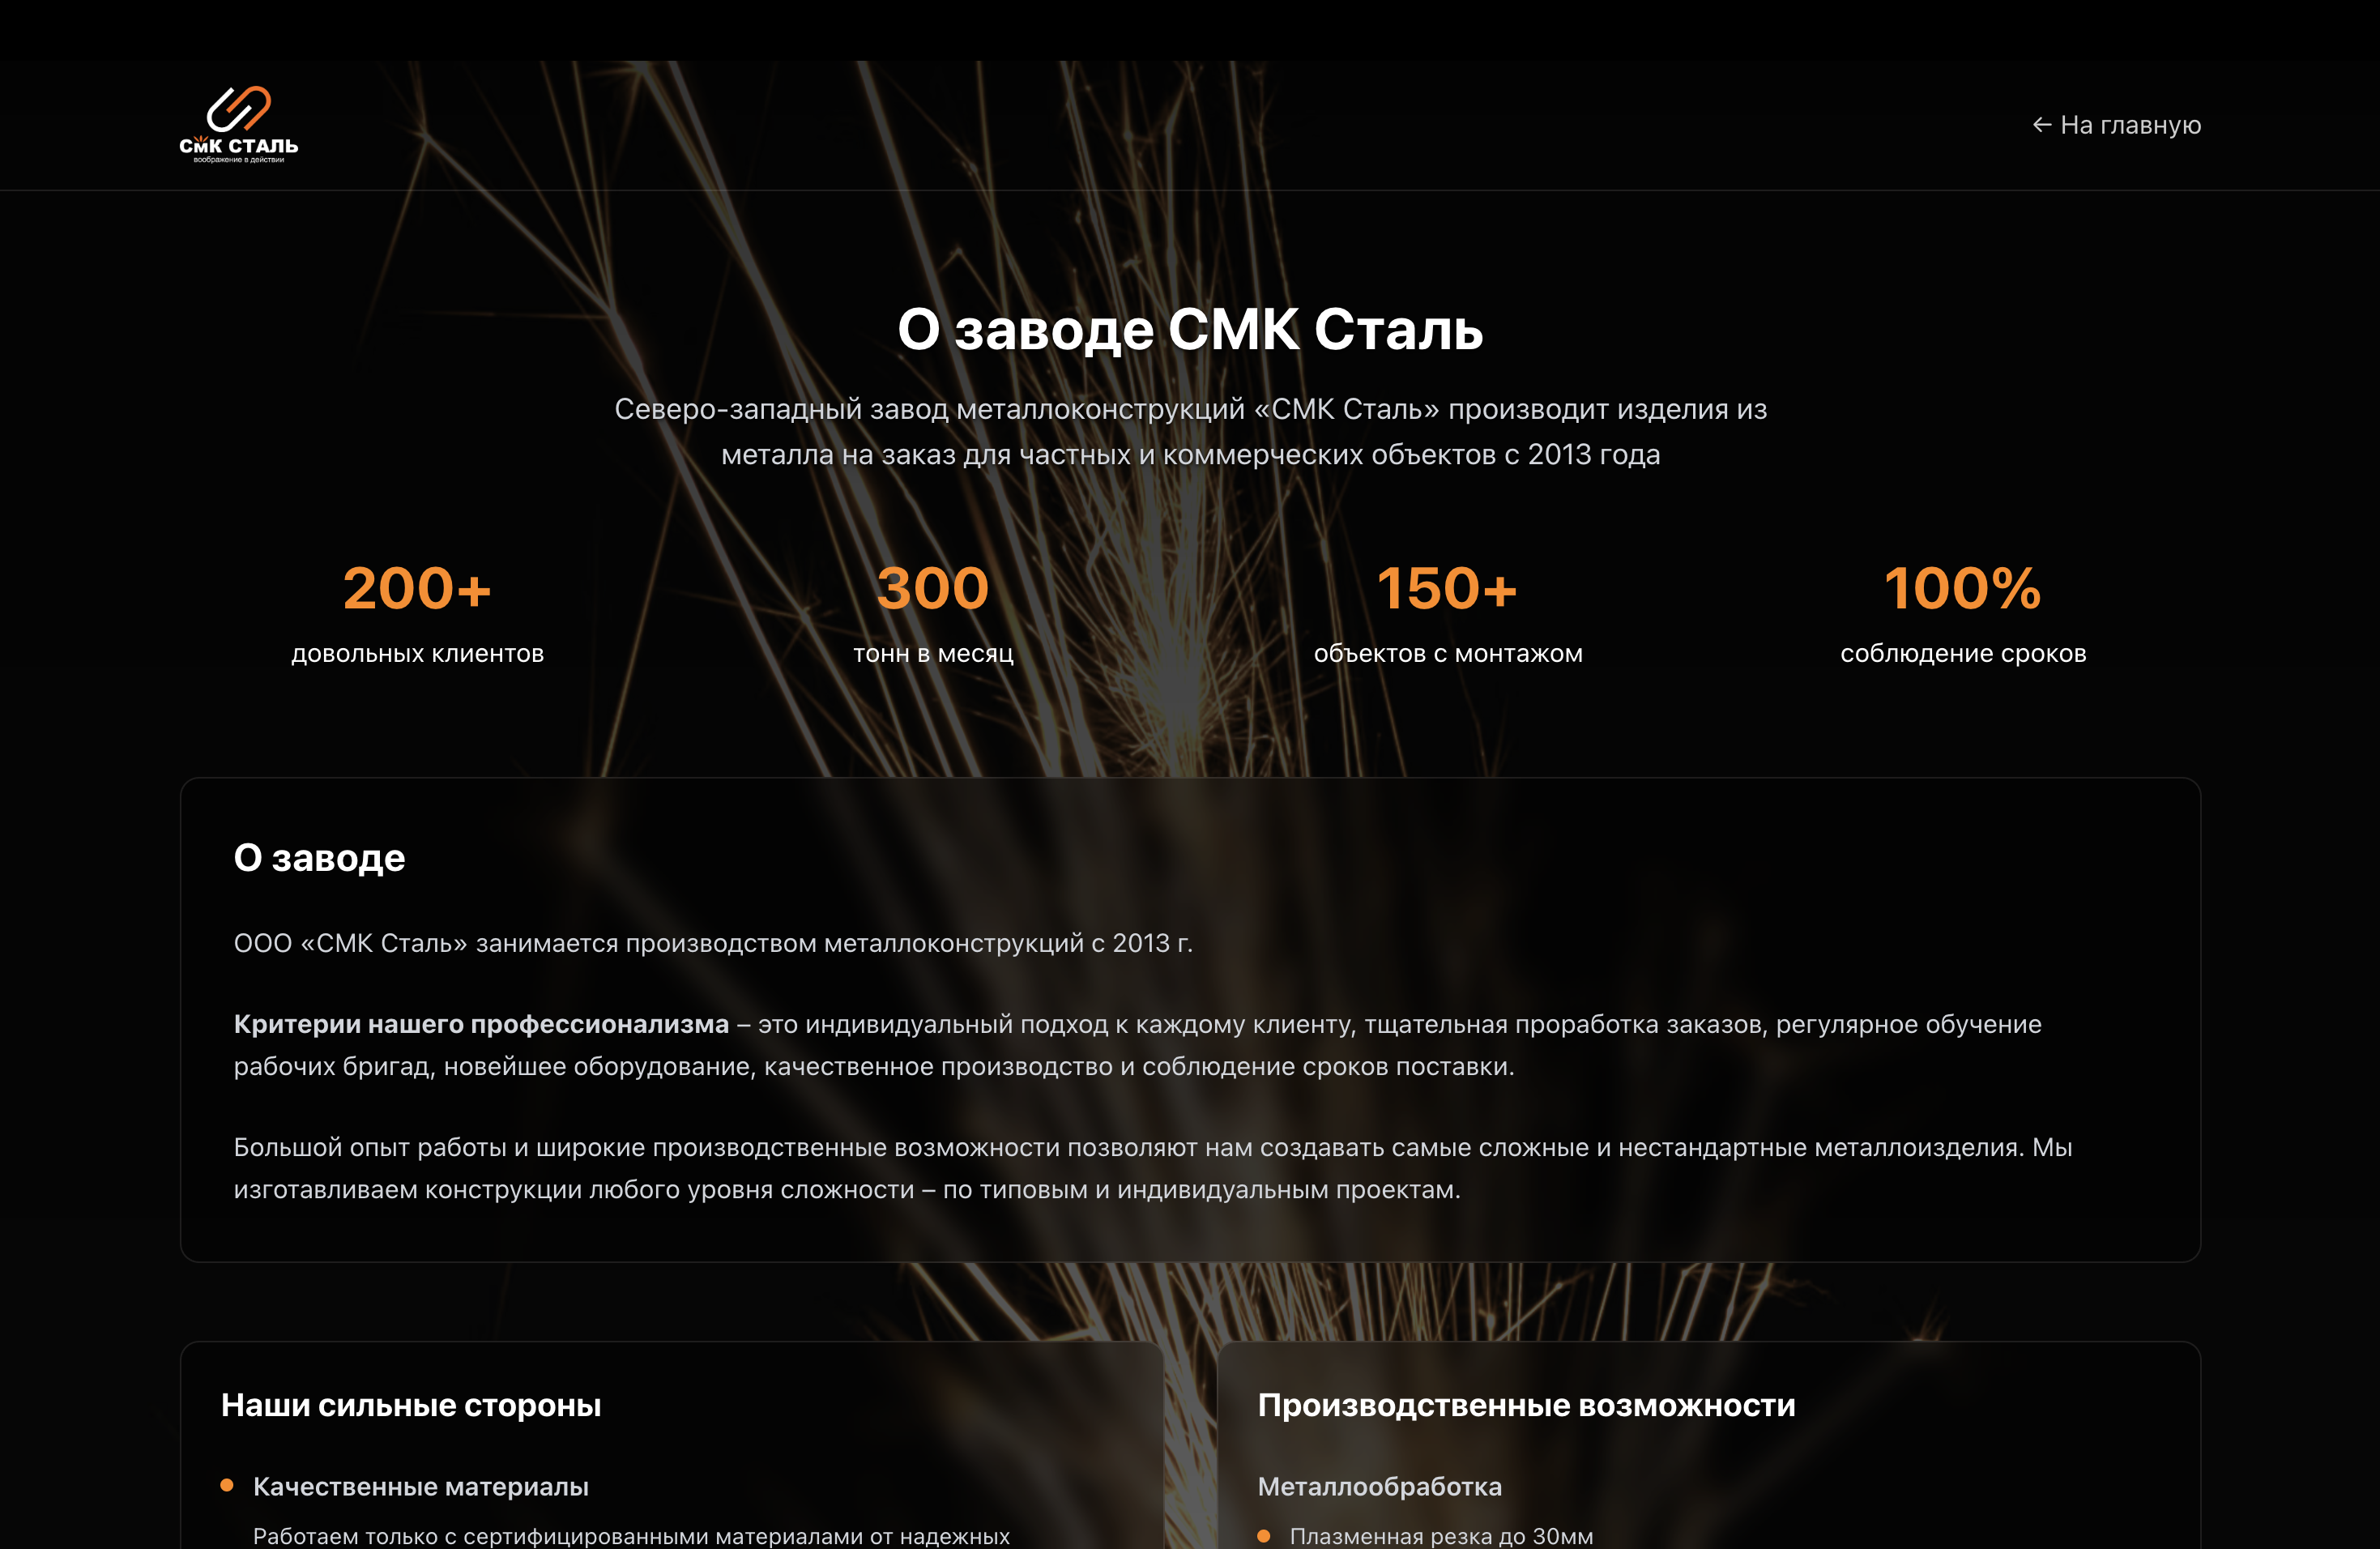 СМК СТАЛЬ
воображение в действии
← На главную
О заводе СМК Сталь
Северо-западный завод металлоконструкций «СМК Сталь» производит изделия из
металла на заказ для частных и коммерческих объектов с 2013 года
200+
довольных клиентов
300
тонн в месяц
150+
объектов с монтажом
100%
соблюдение сроков
О заводе
ООО «СМК Сталь» занимается производством металлоконструкций с 2013 г.
Критерии нашего профессионализма – это индивидуальный подход к каждому клиенту, тщательная проработка заказов, регулярное обучение
рабочих бригад, новейшее оборудование, качественное производство и соблюдение сроков поставки.
Большой опыт работы и широкие производственные возможности позволяют нам создавать самые сложные и нестандартные металлоизделия. Мы
изготавливаем конструкции любого уровня сложности – по типовым и индивидуальным проектам.
Наши сильные стороны
Качественные материалы
Работаем только с сертифицированными материалами от надежных
Производственные возможности
Металлообработка
Плазменная резка до 30мм